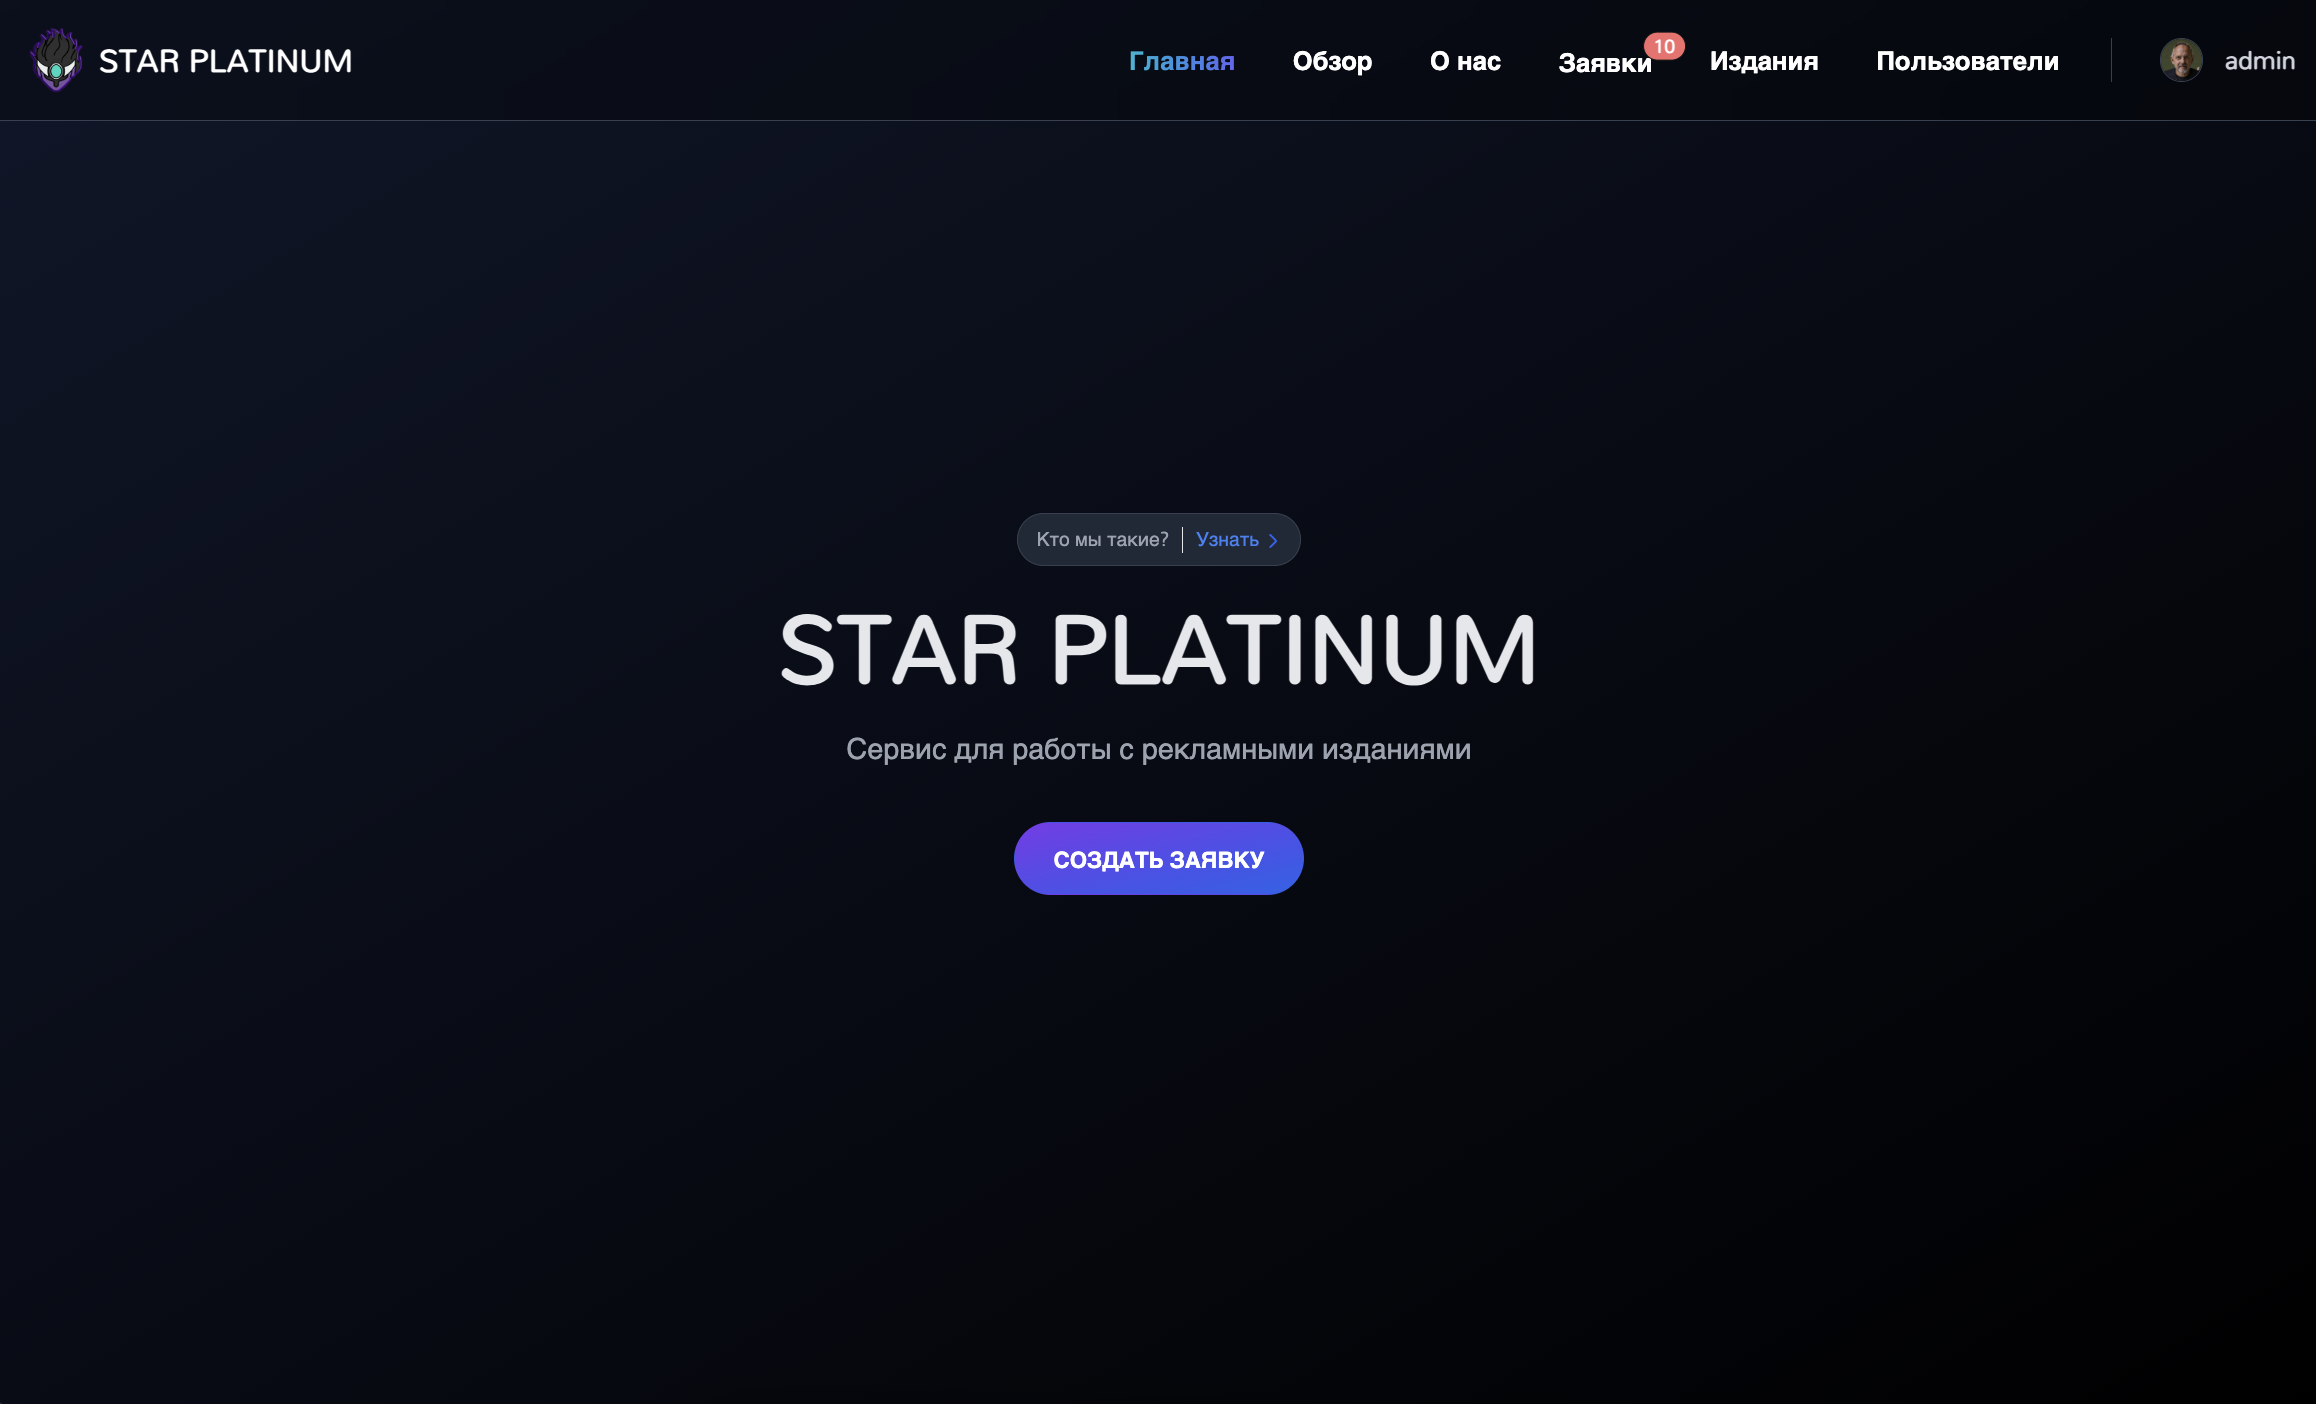 STAR PLATINUM
Главная Обзор О нас Заявки 10 Издания Пользователи admin
Кто мы такие? Узнать
STAR PLATINUM
Сервис для работы с рекламными изданиями
СОЗДАТЬ ЗАЯВКУ